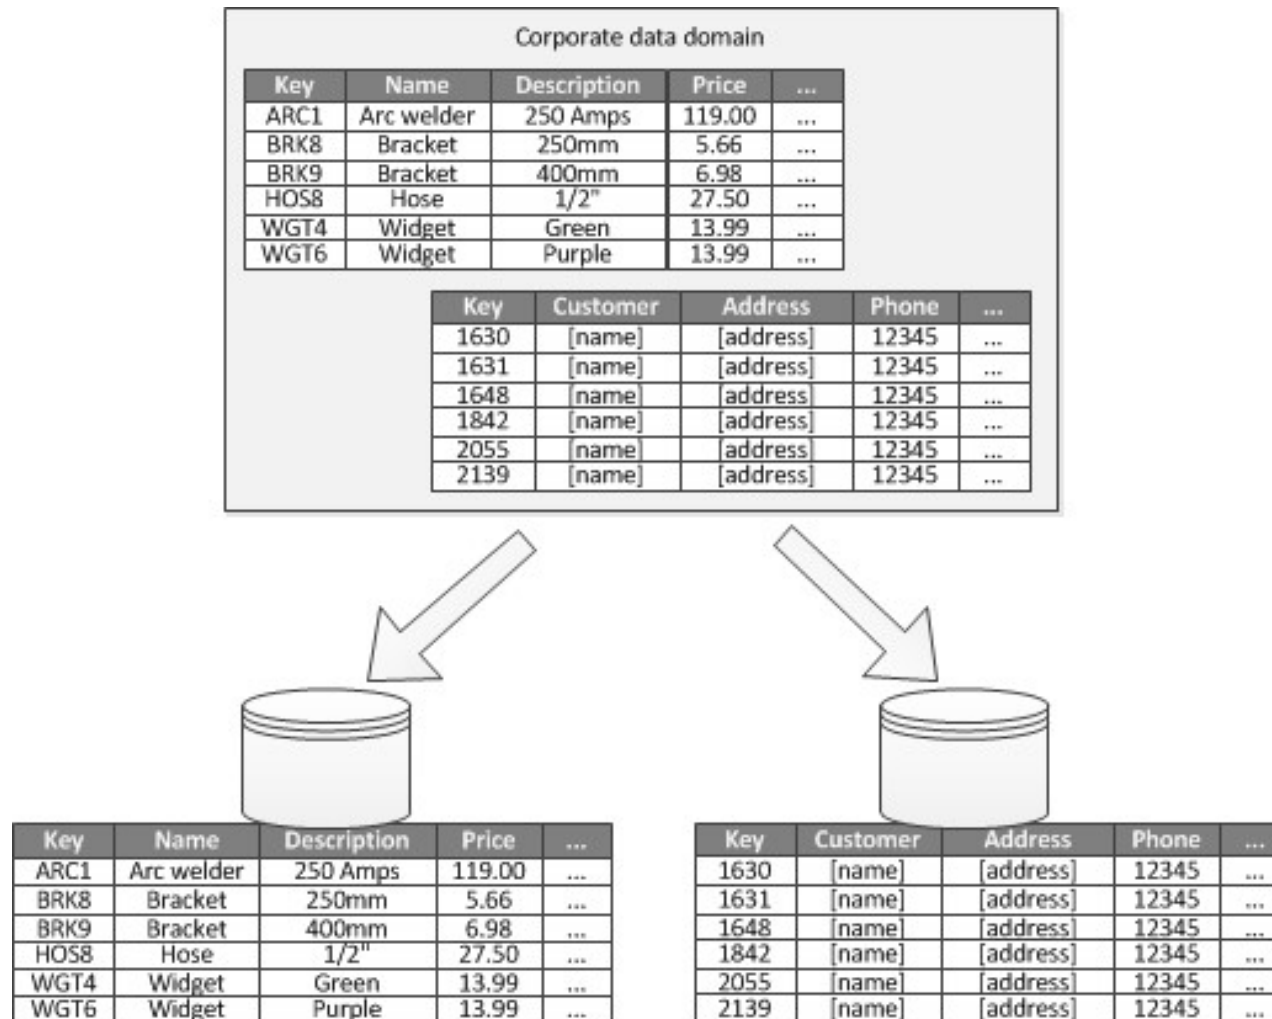 Corporate data domain
Key Name Description Price ...
ARC1 Arc welder 250 Amps 119.00 ...
BRK8 Bracket 250mm 5.66 ...
BRK9 Bracket 400mm 6.98 ...
HOS8 Hose 1/2" 27.50 ...
WGT4 Widget Green 13.99 ...
WGT6 Widget Purple 13.99 ...
Key Customer Address Phone ...
1630 [name] [address] 12345 ...
1631 [name] [address] 12345 ...
1648 [name] [address] 12345 ...
1842 [name] [address] 12345 ...
2055 [name] [address] 12345 ...
2139 [name] [address] 12345 ...
Key Name Description Price ...
ARC1 Arc welder 250 Amps 119.00 ...
BRK8 Bracket 250mm 5.66 ...
BRK9 Bracket 400mm 6.98 ...
HOS8 Hose 1/2" 27.50 ...
WGT4 Widget Green 13.99 ...
WGT6 Widget Purple 13.99 ...
Key Customer Address Phone ...
1630 [name] [address] 12345 ...
1631 [name] [address] 12345 ...
1648 [name] [address] 12345 ...
1842 [name] [address] 12345 ...
2055 [name] [address] 12345 ...
2139 [name] [address] 12345 ...